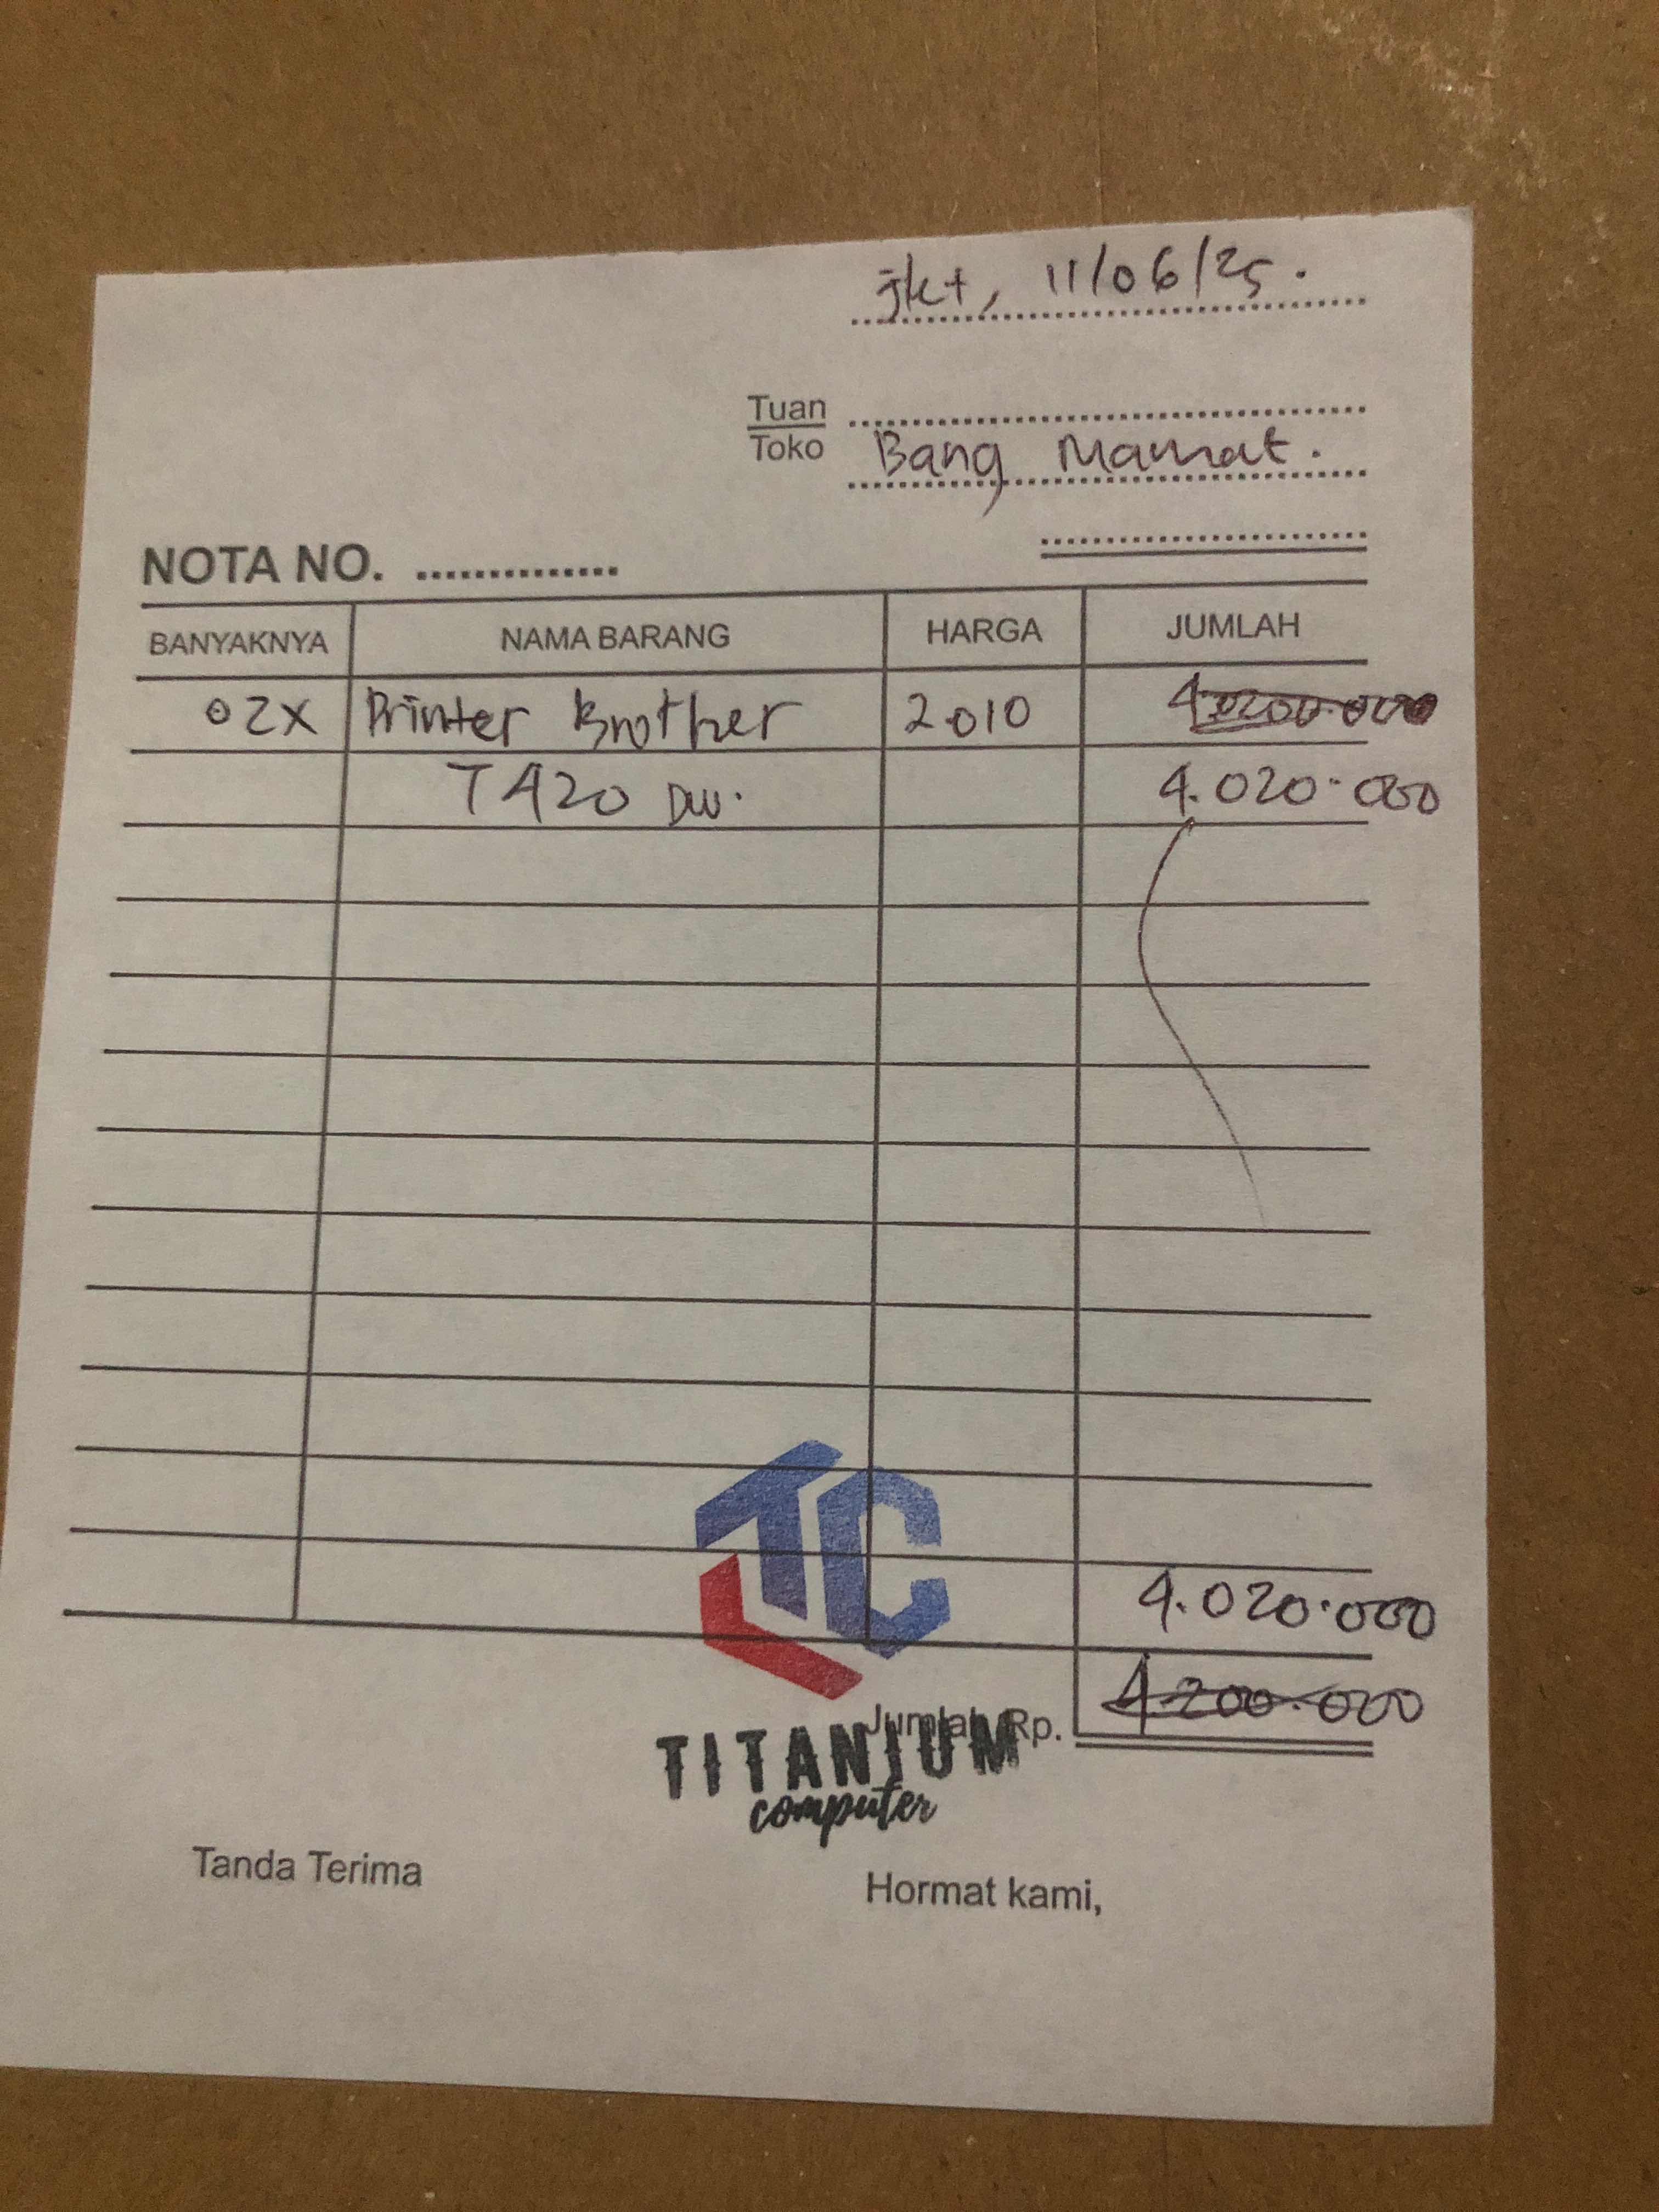 jkt, 11/06/25.
Tuan
Toko Bang Mamat.
NOTA NO. ..............
BANYAKNYA NAMA BARANG HARGA JUMLAH
02X Printer Brother 2.010
T420 DW. 4.020.000
4.020.000
Jumlah Rp. 4.200.000
TC
TITANIUM
computer
Tanda Terima Hormat kami,